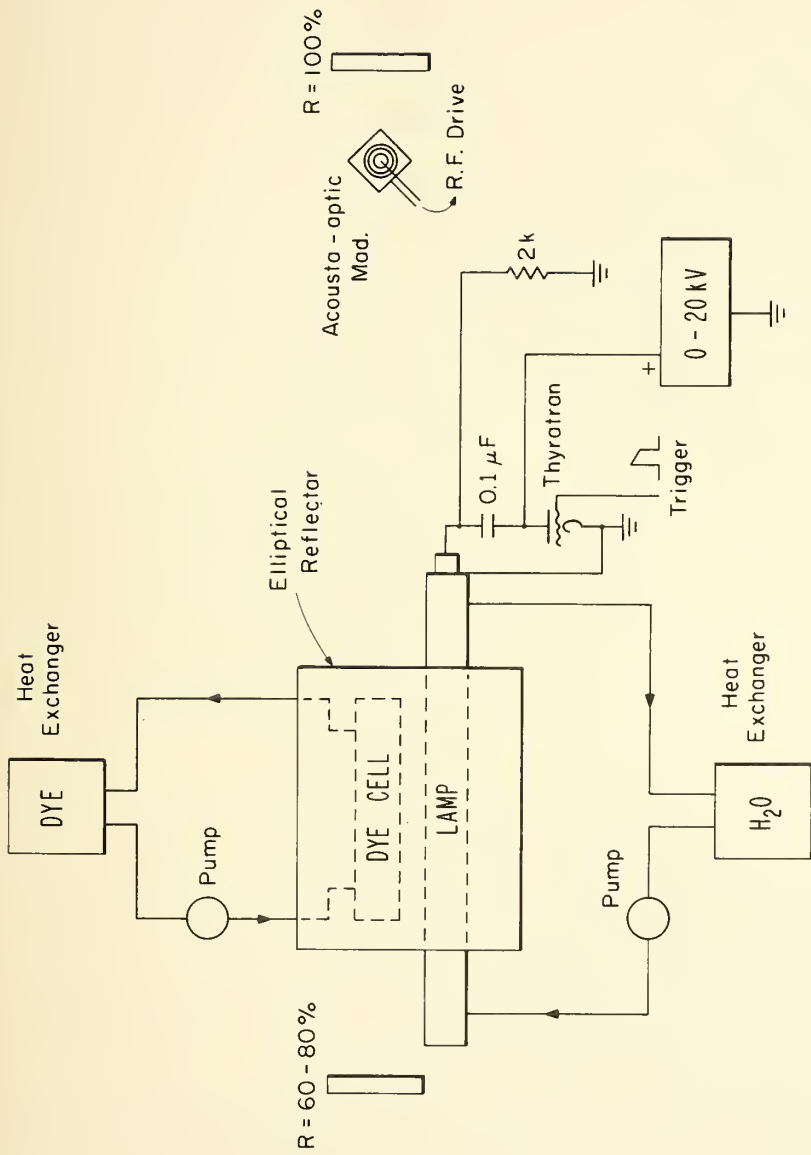 Heat
Exchanger
DYE
Pump
Elliptical
Reflector
R = 60 - 80%
DYE CELL
LAMP
Acousto - optic
Mod.
R = 100%
R.F. Drive
0.1 μF
2k
Thyratron
Trigger
+
0 - 20 kV
Pump
H₂O
Heat
Exchanger